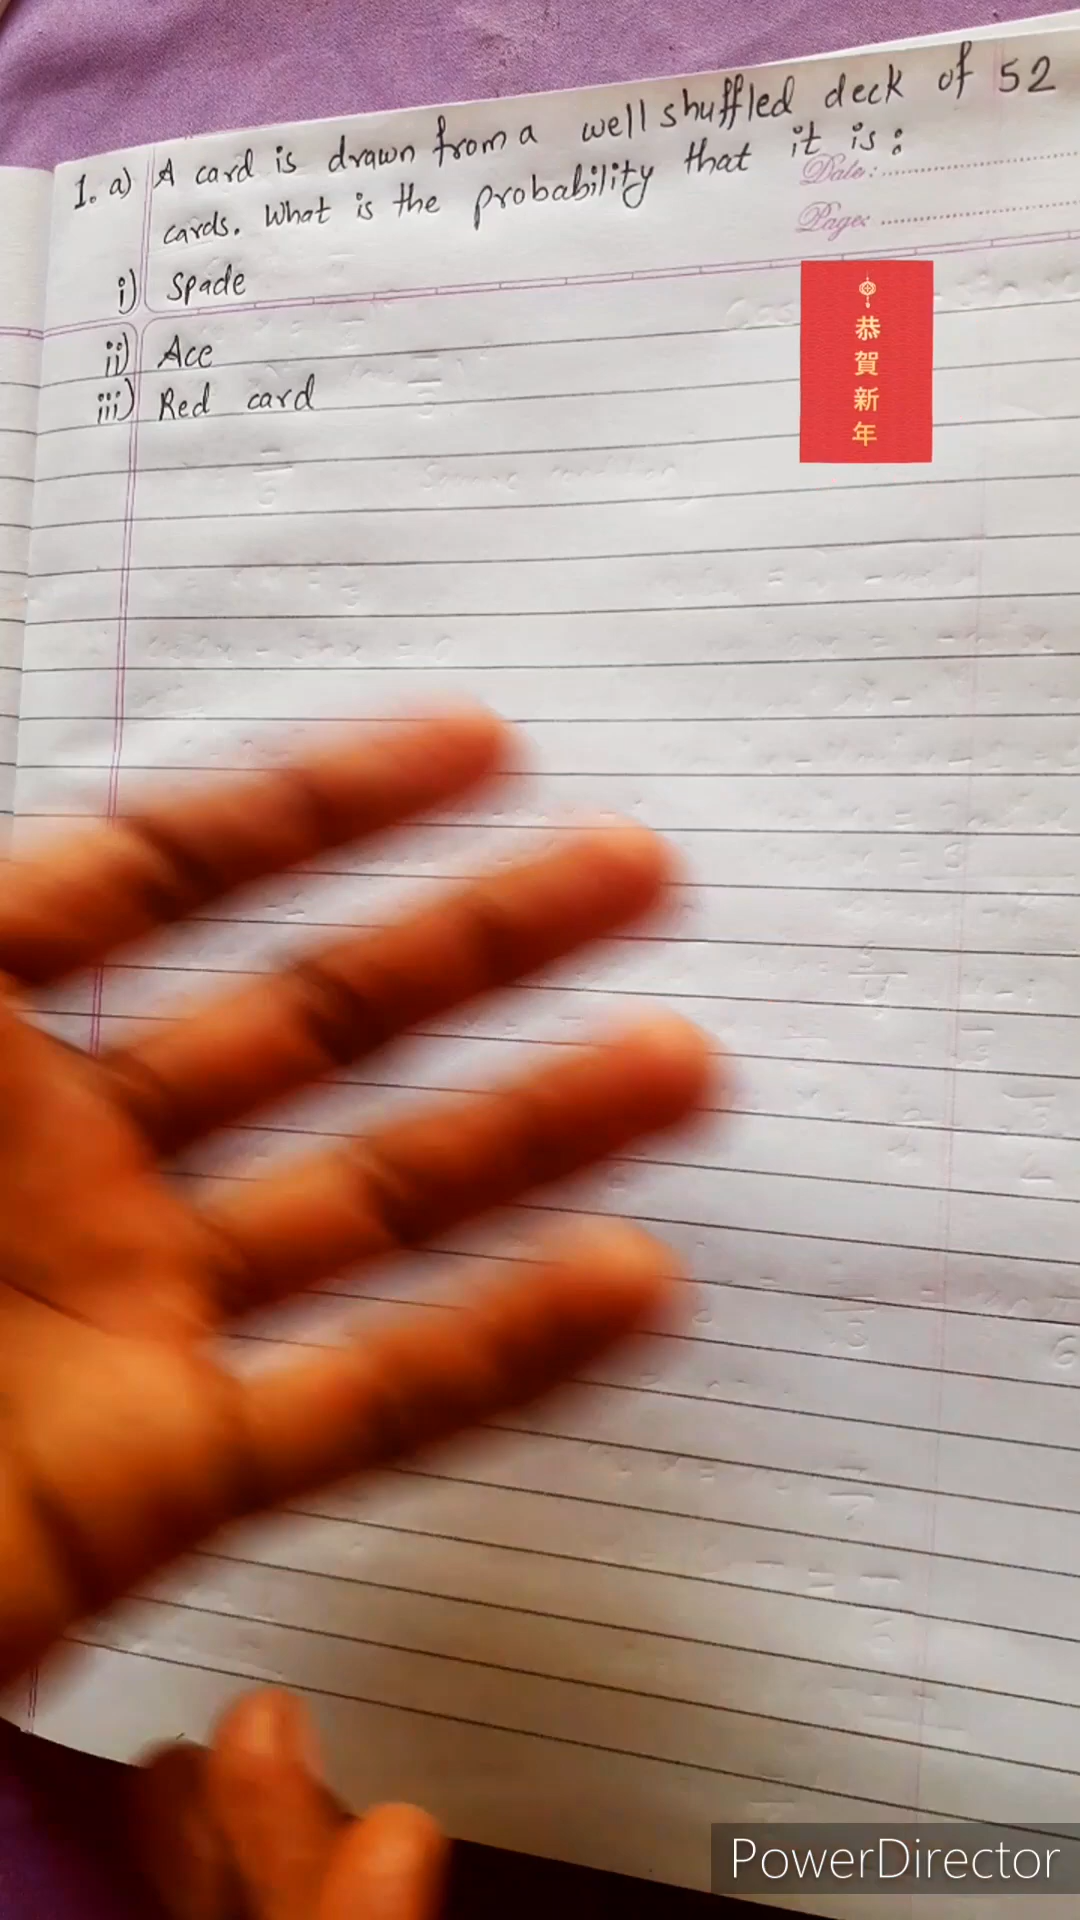 1. a) A card is drawn from a well shuffled deck of 52
cards. What is the probability that it is:
Date:
Page:
i) Spade
ii) Ace
iii) Red card
恭賀新年
PowerDirector